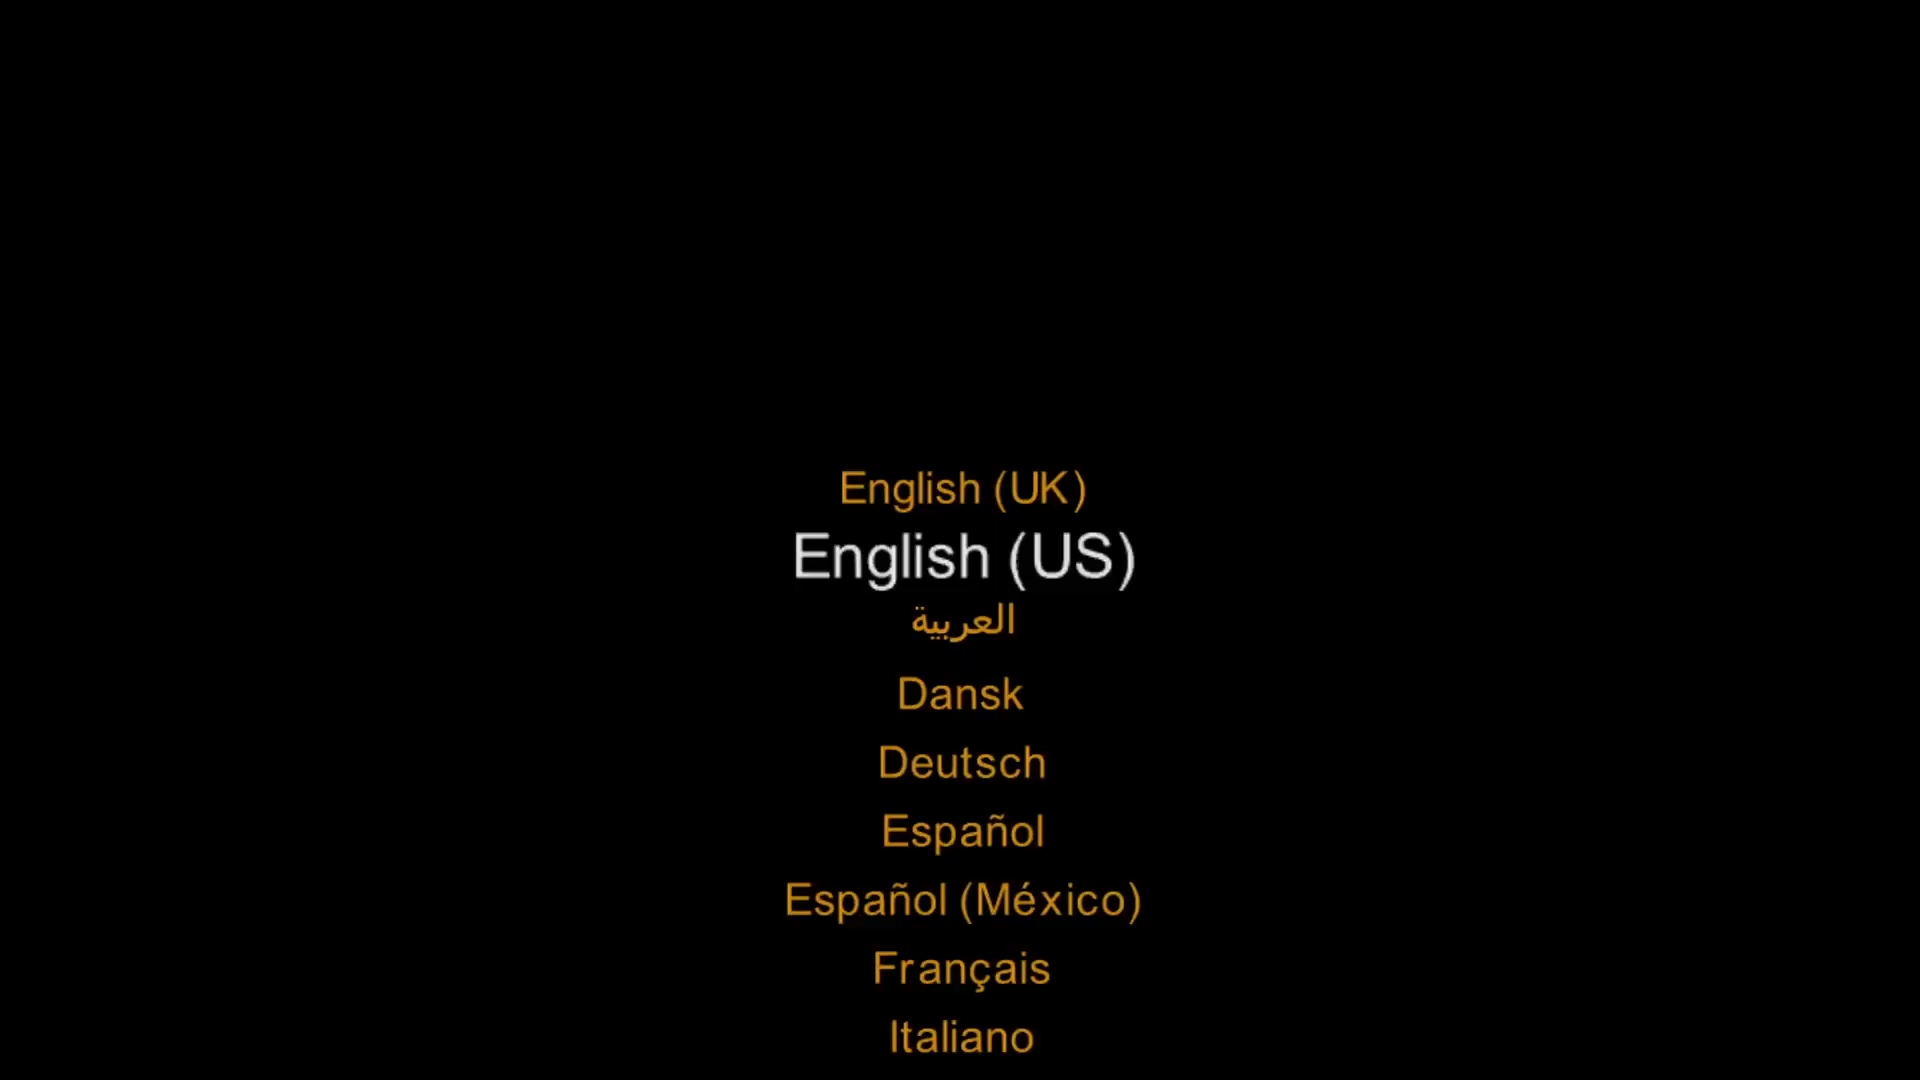 English (UK)
English (US)
العربية
Dansk
Deutsch
Español
Español (México)
Français
Italiano